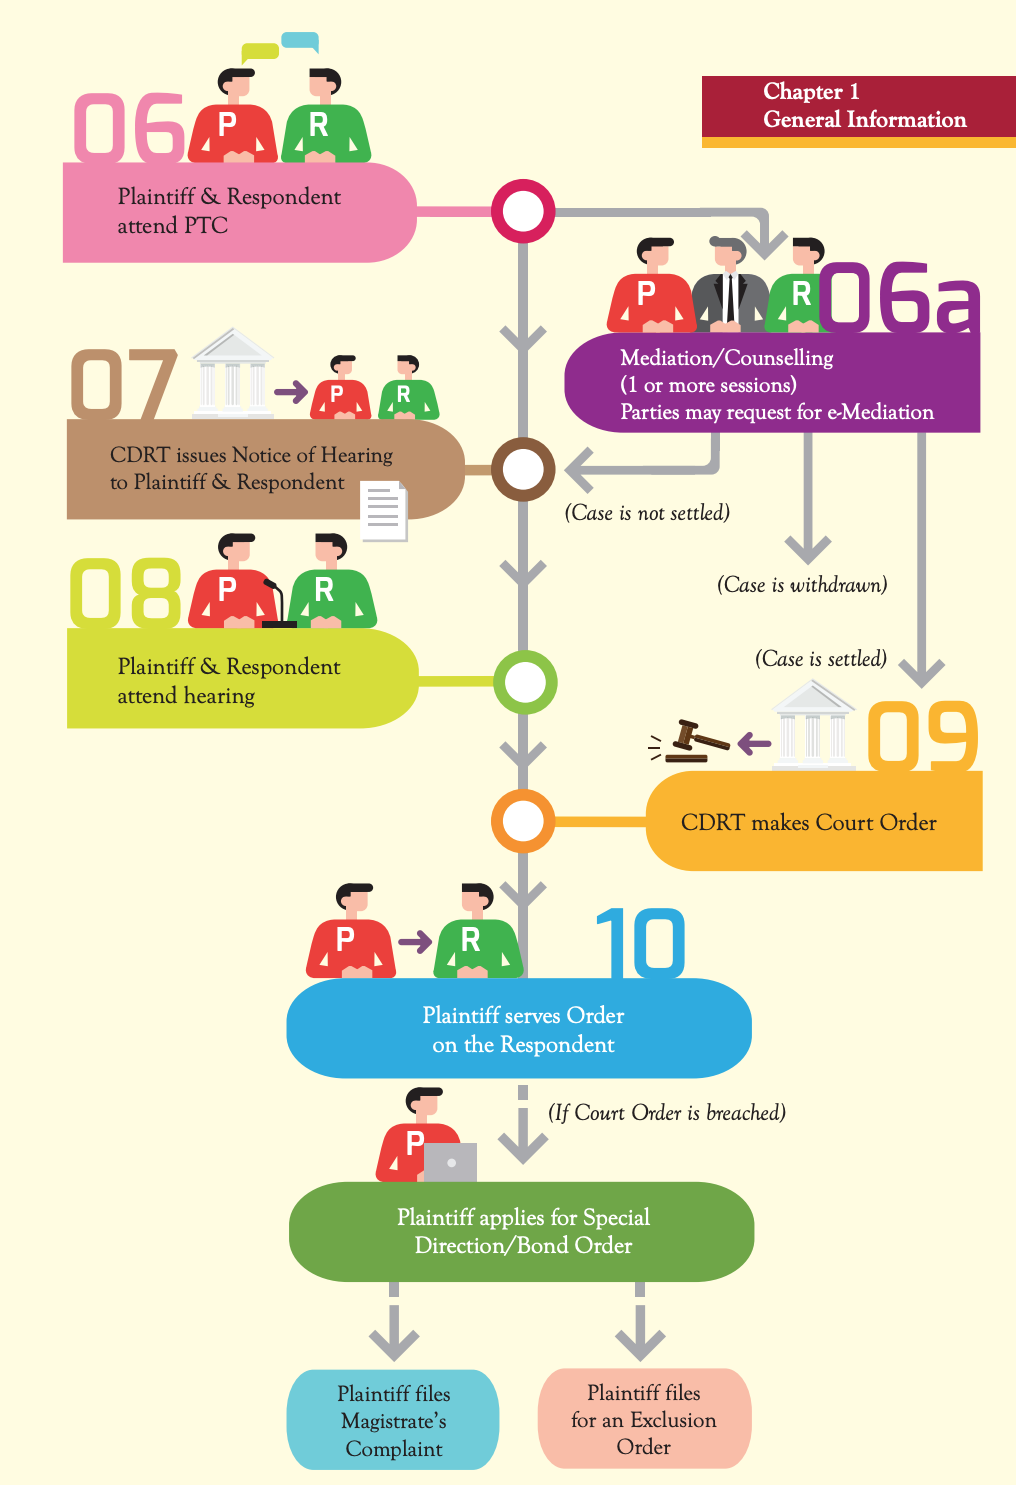 Chapter 1
General Information
06
P
R
Plaintiff & Respondent
attend PTC
P
R
06a
Mediation/Counselling
(1 or more sessions)
Parties may request for e-Mediation
07
P
R
CDRT issues Notice of Hearing
to Plaintiff & Respondent
(Case is not settled)
(Case is withdrawn)
(Case is settled)
08
P
R
Plaintiff & Respondent
attend hearing
09
CDRT makes Court Order
P
R
10
Plaintiff serves Order
on the Respondent
(If Court Order is breached)
P
Plaintiff applies for Special
Direction/Bond Order
Plaintiff files
Magistrate's
Complaint
Plaintiff files
for an Exclusion
Order